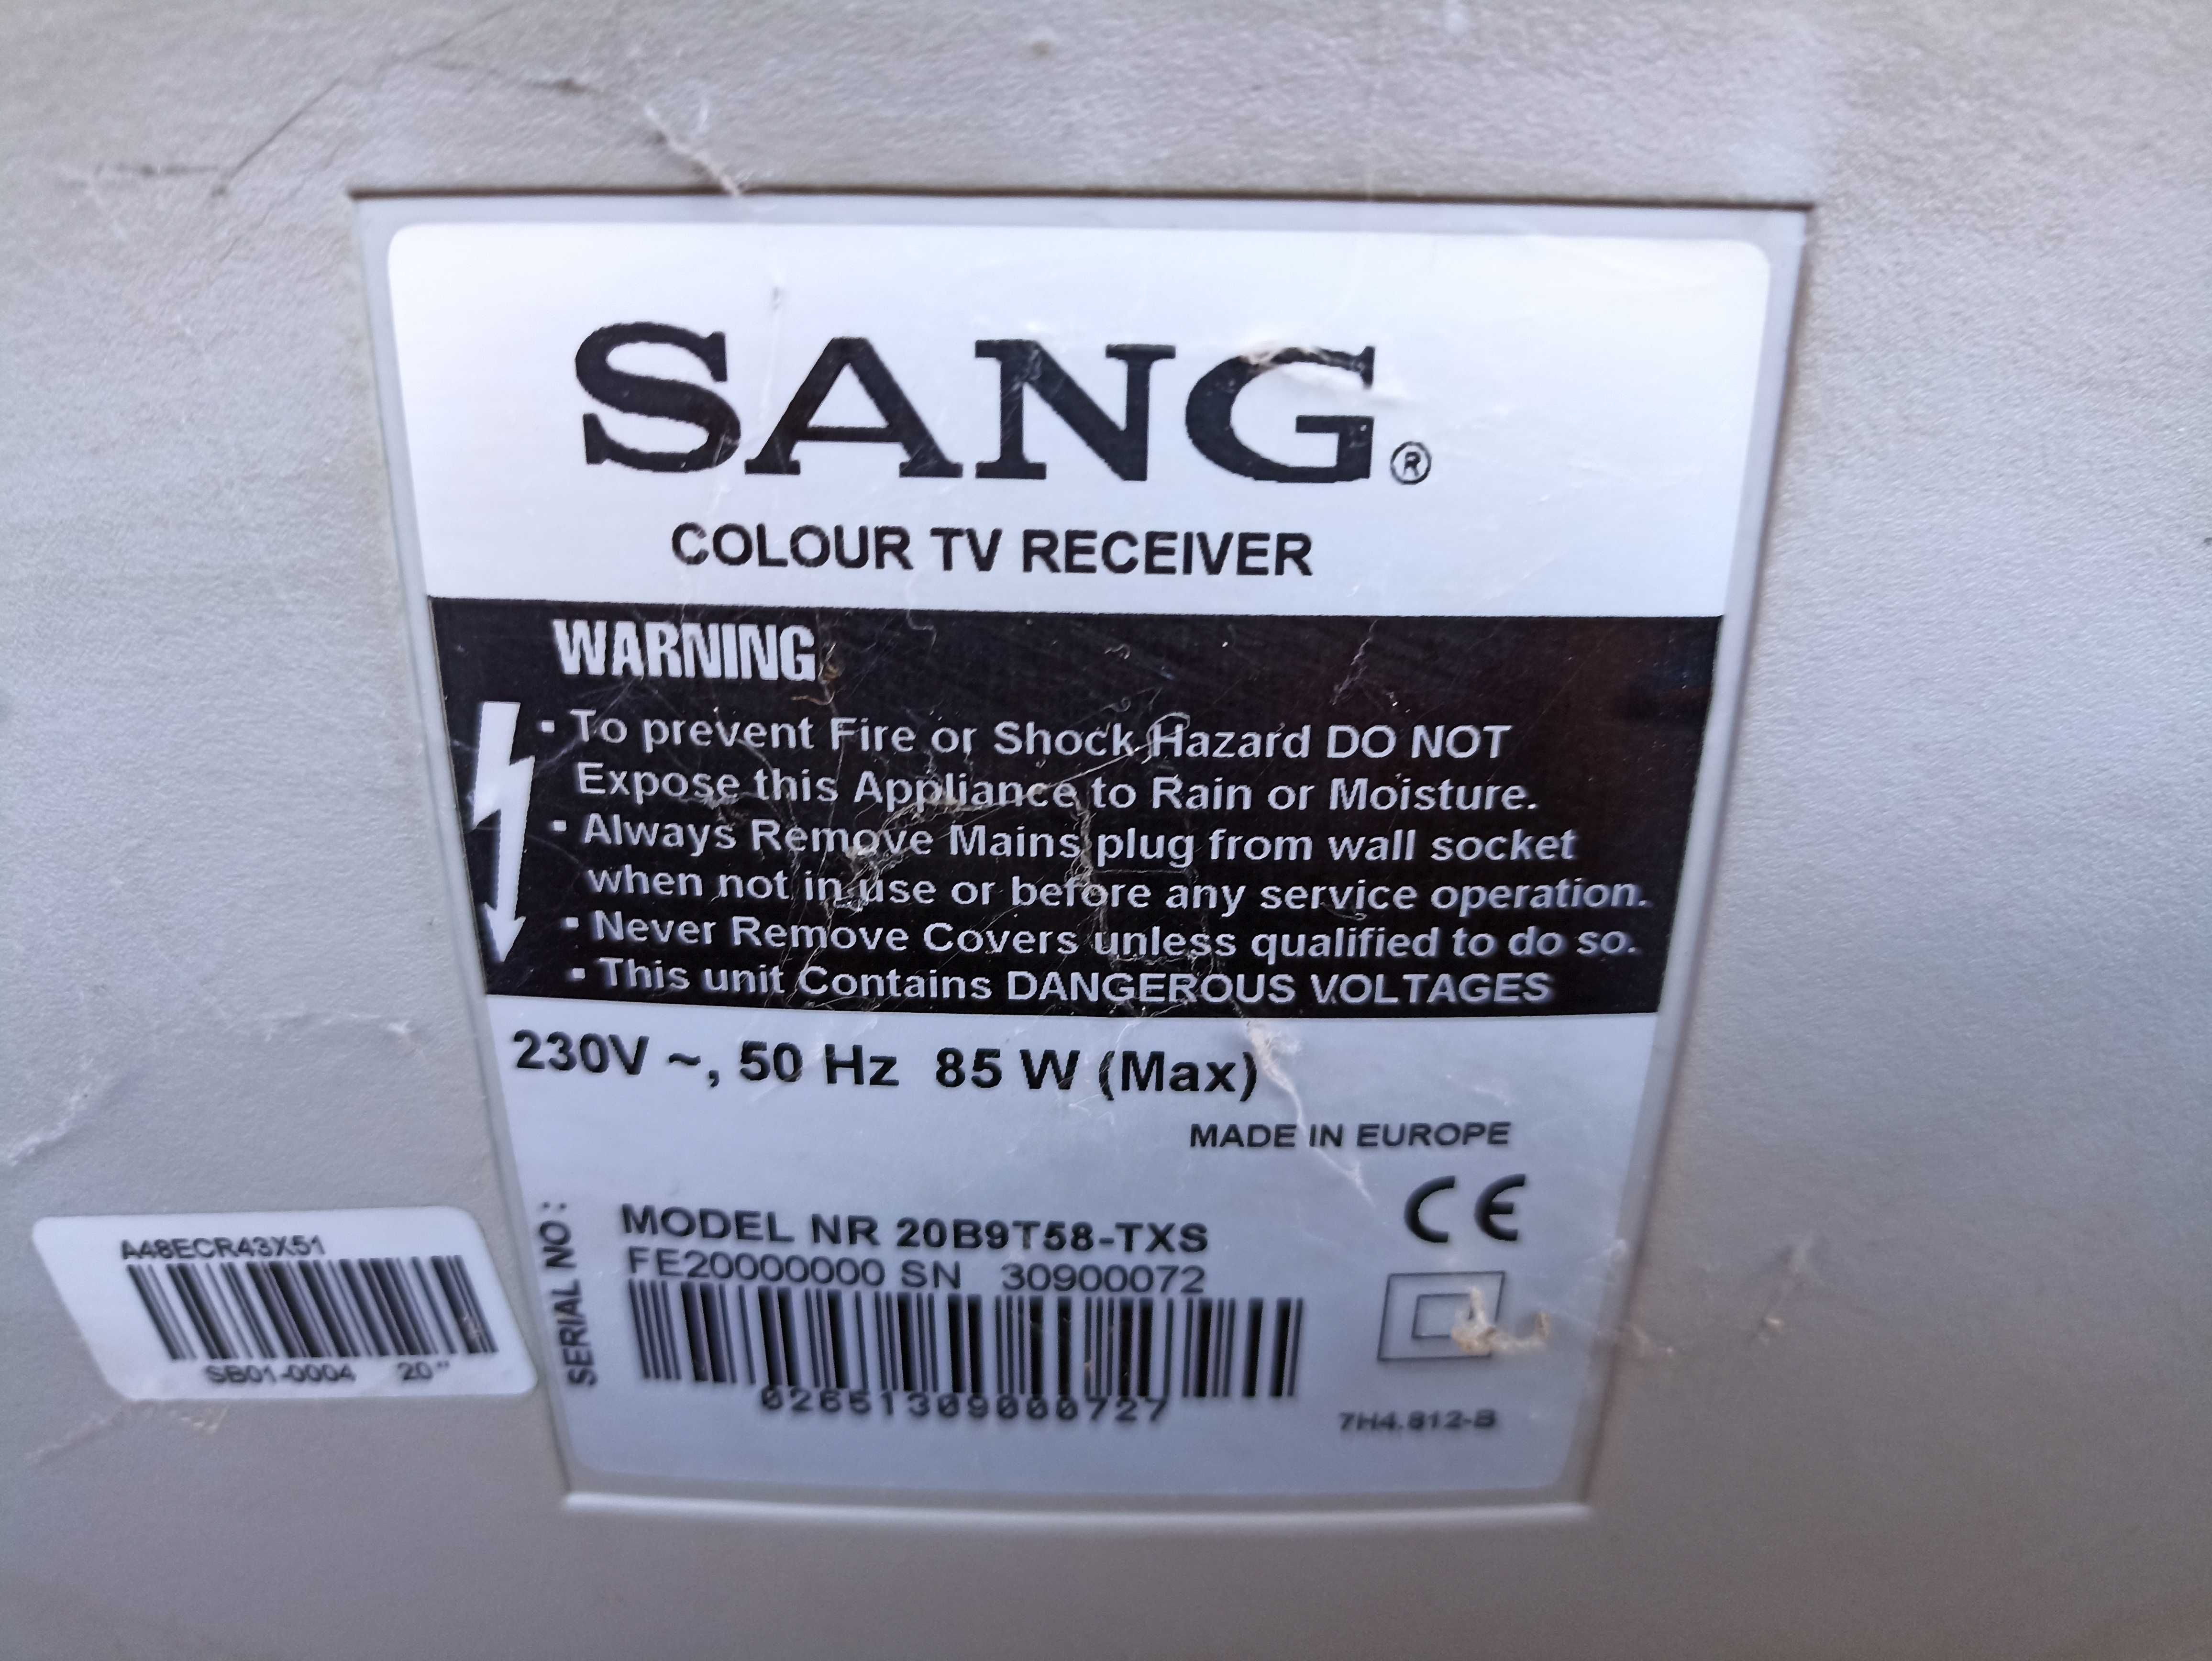 SANG®
COLOUR TV RECEIVER
WARNING
▪ To prevent Fire or Shock Hazard DO NOT
Expose this Appliance to Rain or Moisture.
▪ Always Remove Mains plug from wall socket
when not in use or before any service operation.
▪ Never Remove Covers unless qualified to do so.
▪ This unit Contains DANGEROUS VOLTAGES
230V ~, 50 Hz 85 W (Max)
MADE IN EUROPE
CE
SERIAL NO:
MODEL NR 20B9T58-TXS
FE20000000 SN 30900072
02651309000727
7H4.812-B
A48ECR43X51
SB01-0004 20"